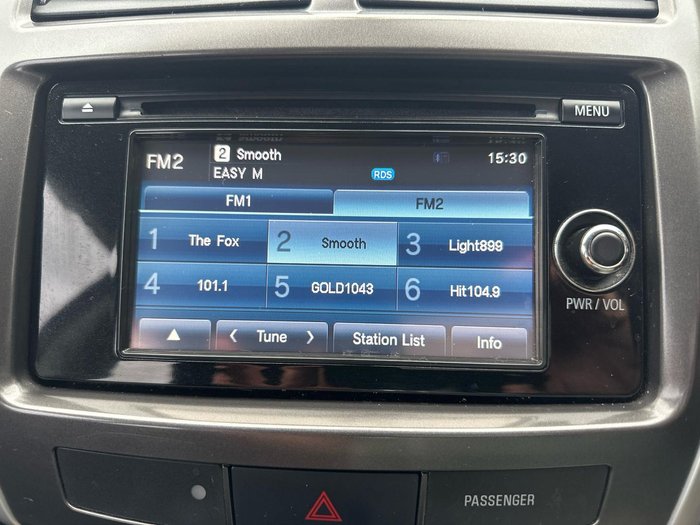 MENU
FM2
2 Smooth
15:30
EASY M
RDS
FM1
FM2
1 The Fox
2 Smooth
3 Light899
4 101.1
5 GOLD1043
6 Hit104.9
PWR/VOL
< Tune >
Station List
Info
PASSENGER